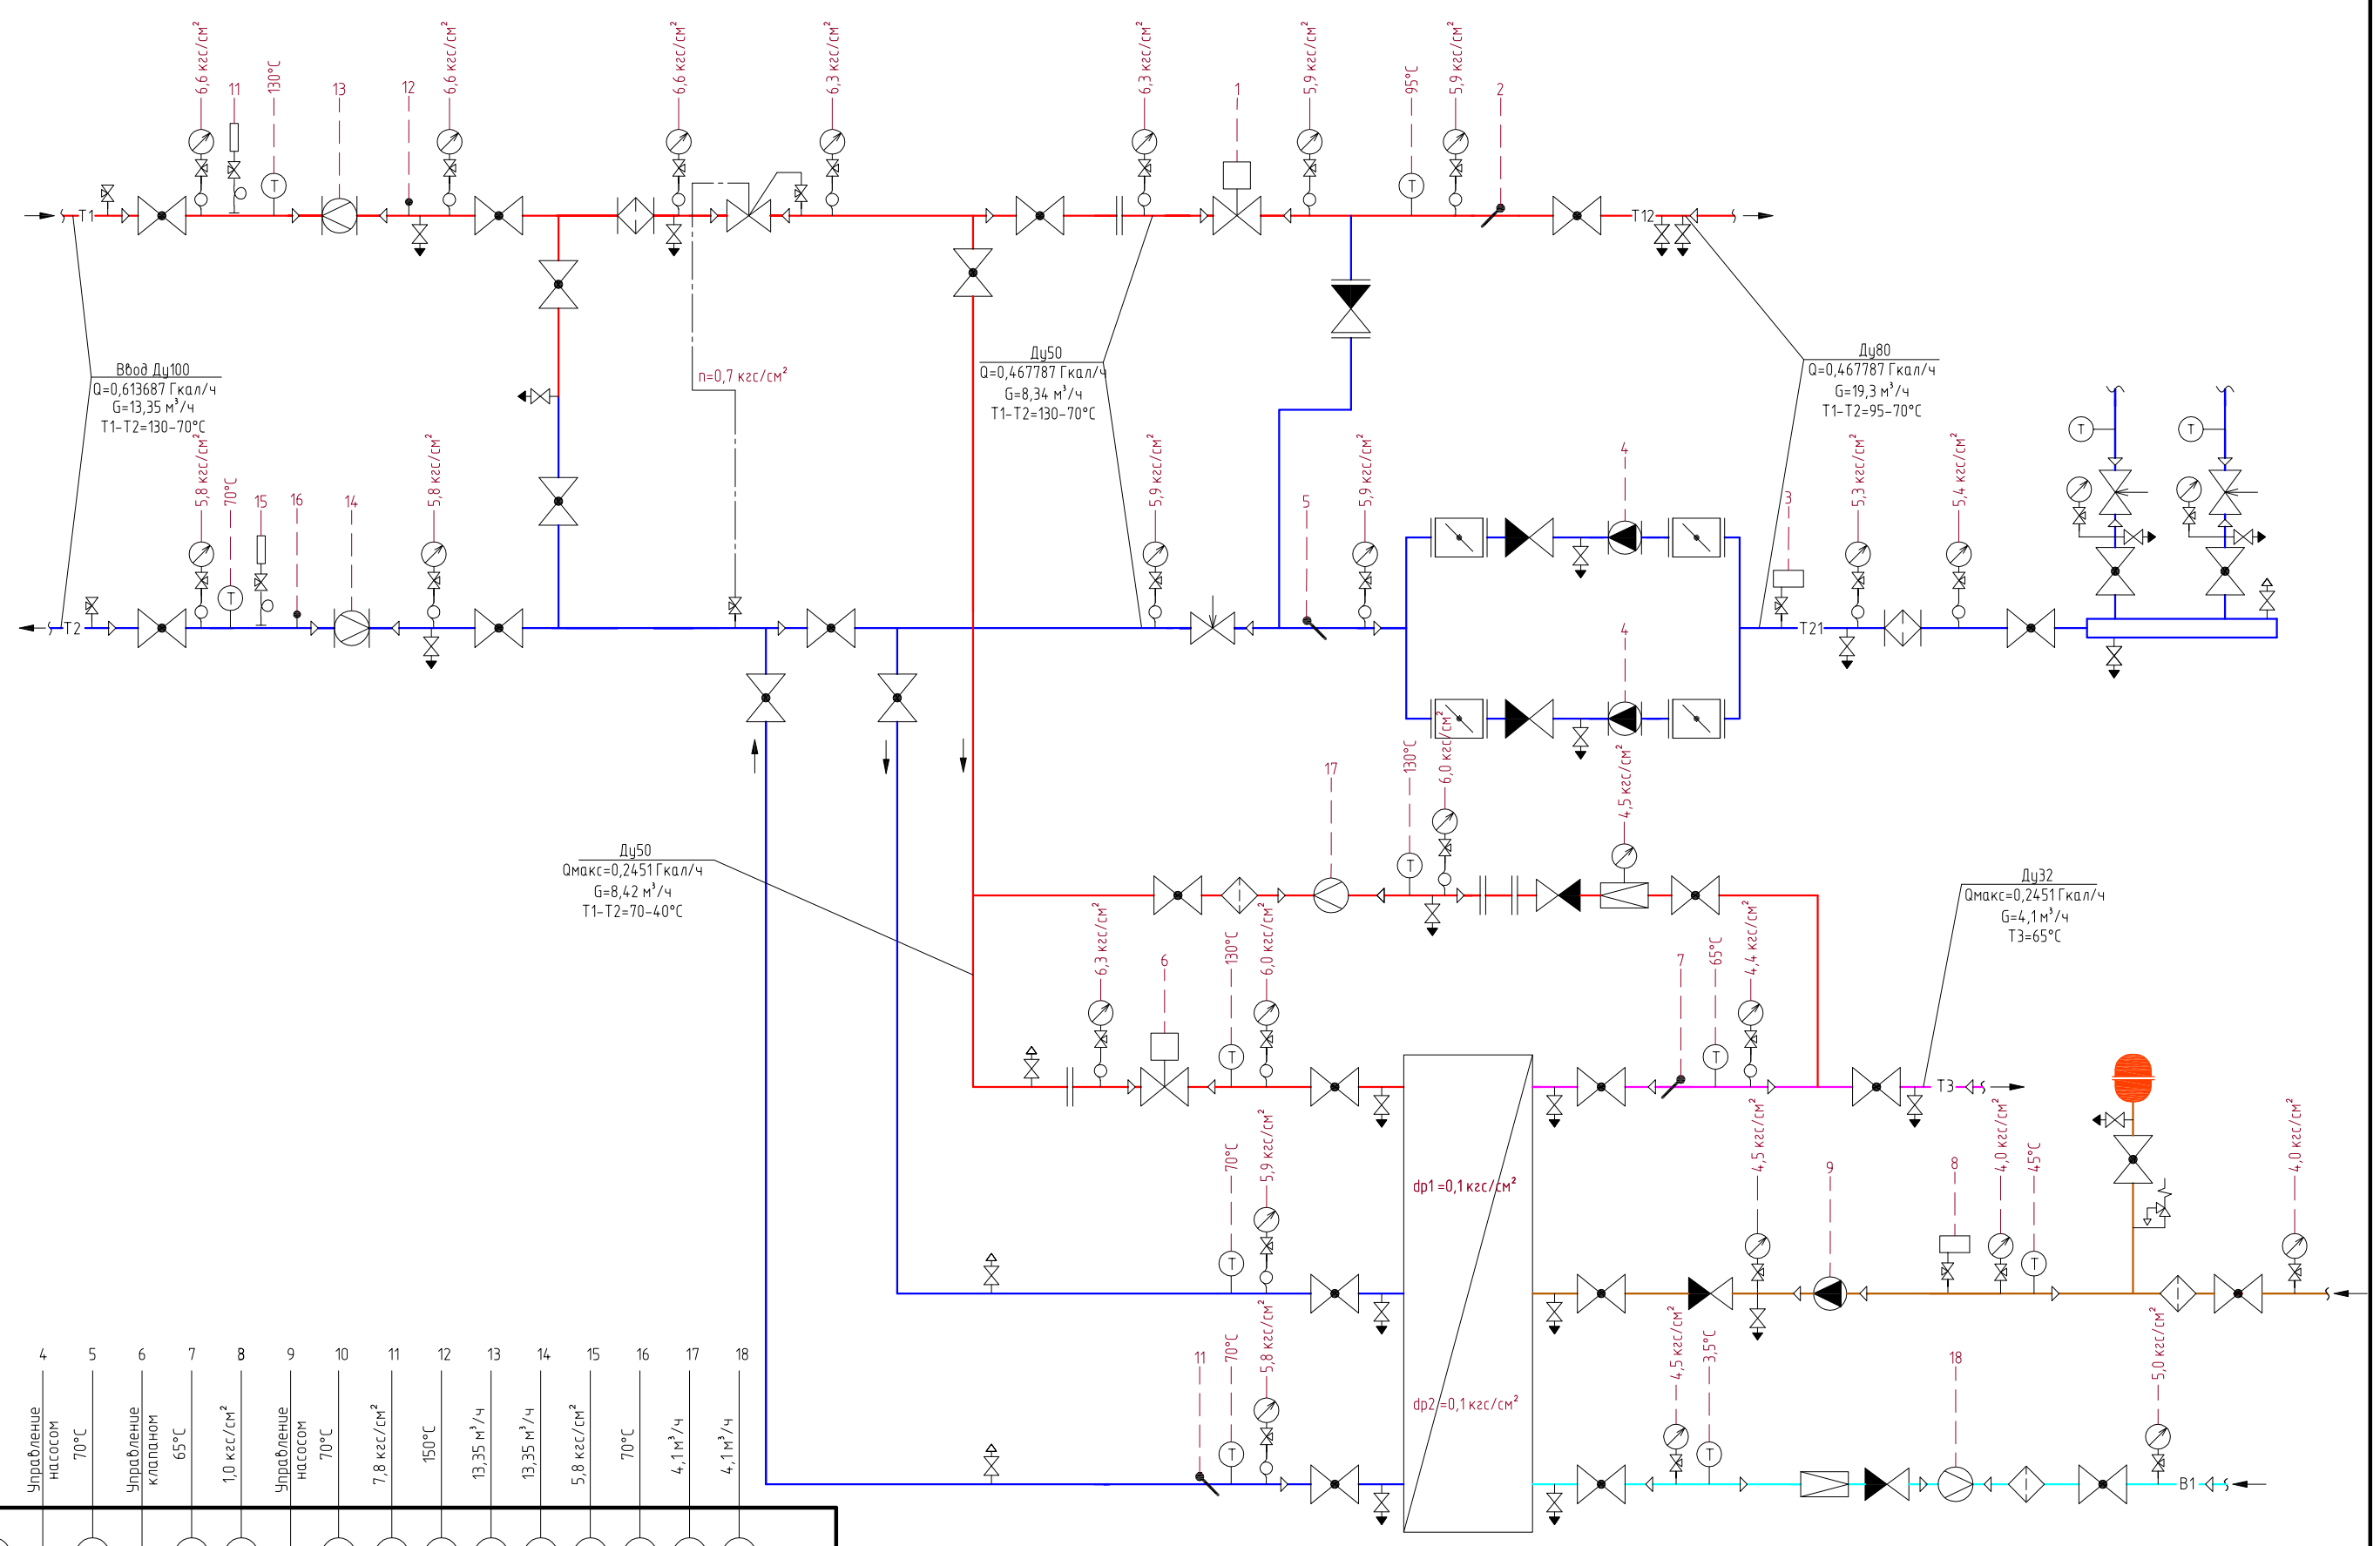 6,6 кгс/см²
11
130°С
13
12
6,6 кгс/см²
6,6 кгс/см²
6,3 кгс/см²
6,3 кгс/см²
1
5,9 кгс/см²
95°С
5,9 кгс/см²
2
Т
Т
Т1
Т12
Ввод Ду100
Q=0,613687 Гкал/ч
G=13,35 м³/ч
Т1-Т2=130-70°С
n=0,7 кгс/см²
Ду50
Q=0,467787 Гкал/ч
G=8,34 м³/ч
Т1-Т2=130-70°С
Ду80
Q=0,467787 Гкал/ч
G=19,3 м³/ч
Т1-Т2=95-70°С
5,8 кгс/см²
70°С
15
16
14
5,8 кгс/см²
5,9 кгс/см²
5
5,9 кгс/см²
4
3
5,3 кгс/см²
5,4 кгс/см²
Т
Т
Т
Т2
4
Т21
17
130°С
6,0 кгс/см²
4,5 кгс/см²
Т
Ду50
Qмакс=0,2451 Гкал/ч
G=8,42 м³/ч
Т1-Т2=70-40°С
Ду32
Qмакс=0,2451 Гкал/ч
G=4,1 м³/ч
Т3=65°С
6,3 кгс/см²
6
130°С
6,0 кгс/см²
7
65°С
4,4 кгс/см²
Т
Т
Т3
70°С
5,9 кгс/см²
dp1=0,1 кгс/см²
4,5 кгс/см²
9
8
4,0 кгс/см²
45°С
4,0 кгс/см²
Т
Т
11
70°С
5,8 кгс/см²
dp2=0,1 кгс/см²
4,5 кгс/см²
3,5°С
18
5,0 кгс/см²
Т
Т
В1
4 5 6 7 8 9 10 11 12 13 14 15 16 17 18
Управление
насосом
70°С
Управление
клапаном
65°С
1,0 кгс/см²
Управление
насосом
70°С
7,8 кгс/см²
150°С
13,35 м³/ч
13,35 м³/ч
5,8 кгс/см²
70°С
4,1 м³/ч
4,1 м³/ч